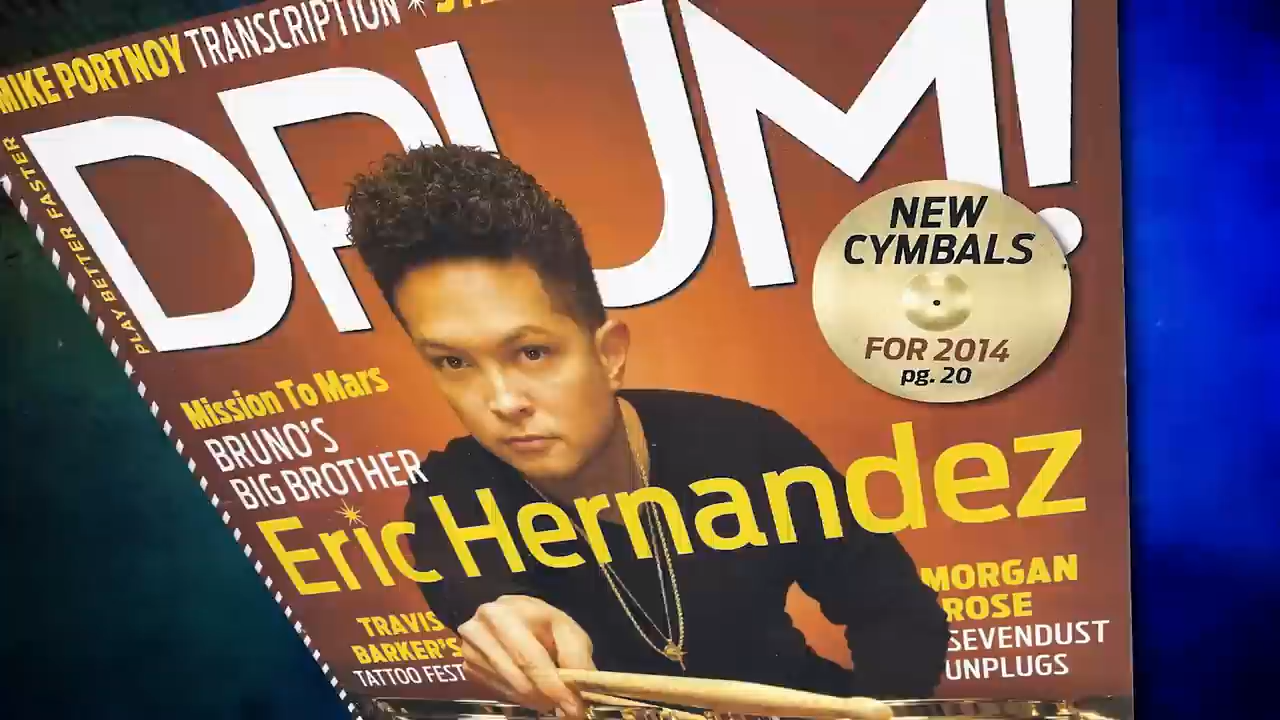 MIKE PORTNOY TRANSCRIPTION
DRUM!
PLAY BETTER FASTER
NEW
CYMBALS
FOR 2014
pg. 20
Mission To Mars
BRUNO'S
BIG BROTHER
Eric Hernandez
TRAVIS
BARKER'S
TATTOO FEST
MORGAN
ROSE
SEVENDUST
UNPLUGS